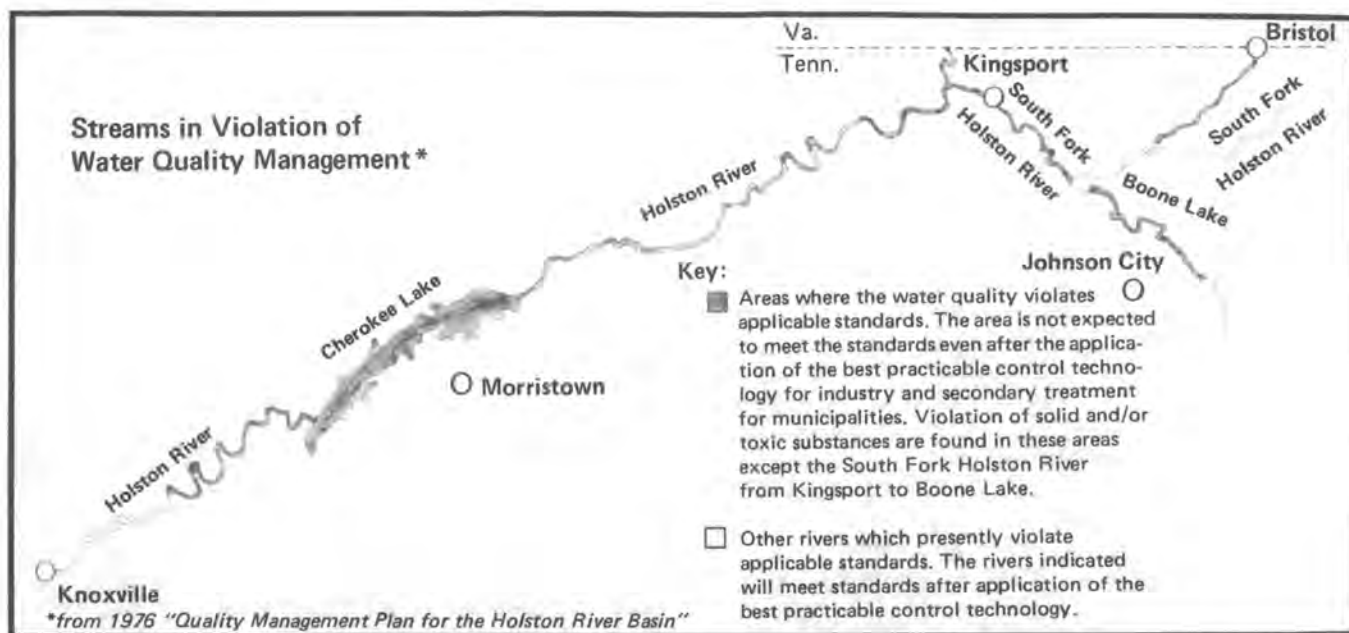 Va.
Bristol
Tenn.
Kingsport
Streams in Violation of
Water Quality Management *
South Fork
Holston River
South Fork
Holston River
Holston River
Boone Lake
Johnson City
Cherokee Lake
Morristown
Holston River
Knoxville
Key:
Areas where the water quality violates
applicable standards. The area is not expected
to meet the standards even after the applica-
tion of the best practicable control techno-
logy for industry and secondary treatment
for municipalities. Violation of solid and/or
toxic substances are found in these areas
except the South Fork Holston River
from Kingsport to Boone Lake.
Other rivers which presently violate
applicable standards. The rivers indicated
will meet standards after application of the
best practicable control technology.
*from 1976 "Quality Management Plan for the Holston River Basin"